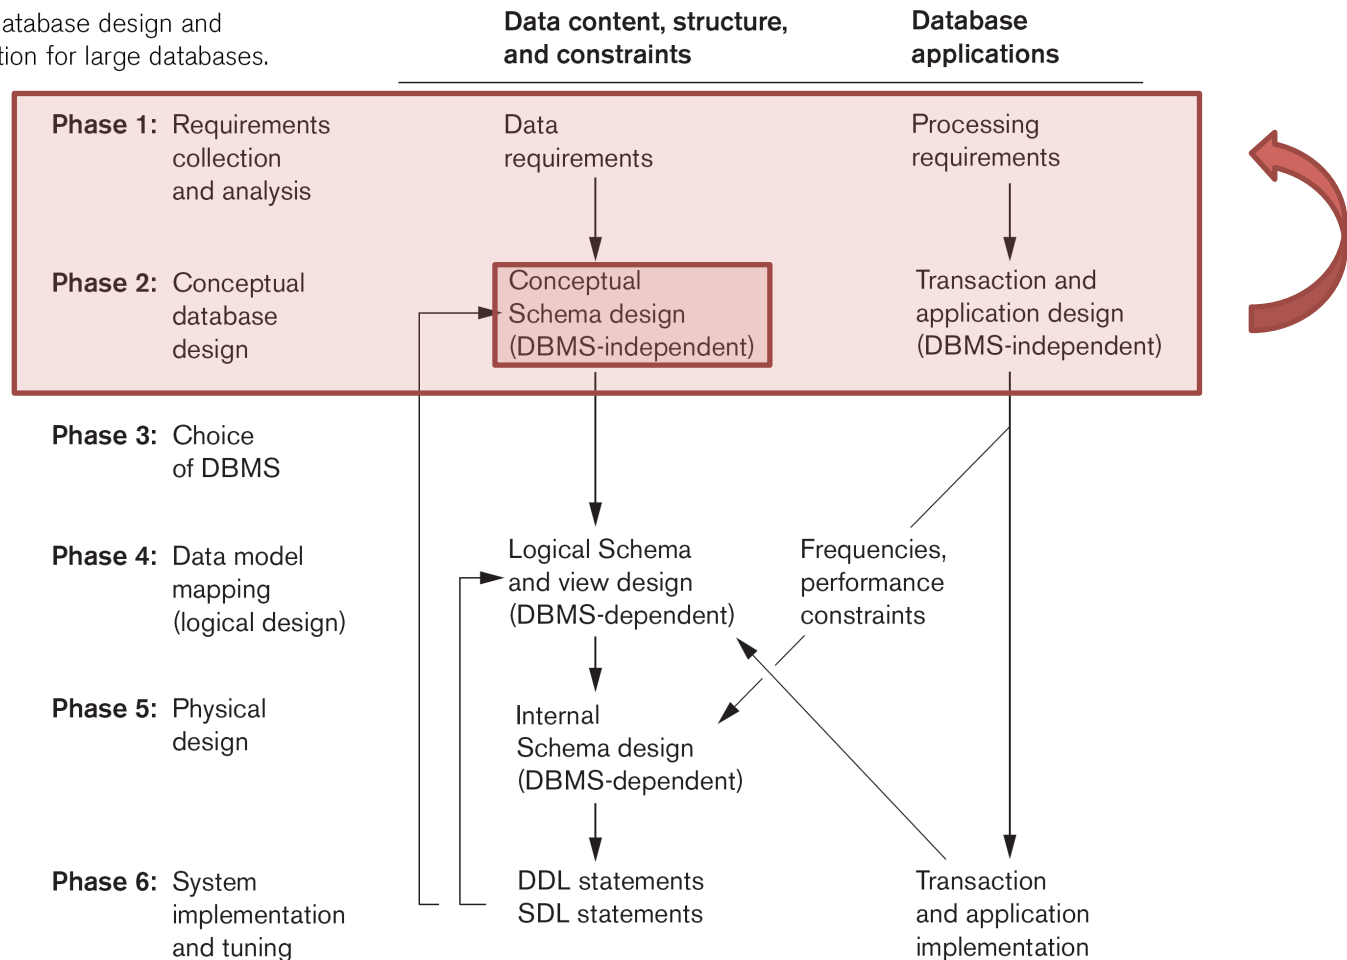 atabase design and
tion for large databases.
Data content, structure,
and constraints
Database
applications
Phase 1: Requirements
collection
and analysis
Data
requirements
Processing
requirements
Phase 2: Conceptual
database
design
Conceptual
Schema design
(DBMS-independent)
Transaction and
application design
(DBMS-independent)
Phase 3: Choice
of DBMS
Phase 4: Data model
mapping
(logical design)
Logical Schema
and view design
(DBMS-dependent)
Frequencies,
performance
constraints
Phase 5: Physical
design
Internal
Schema design
(DBMS-dependent)
Phase 6: System
implementation
and tuning
DDL statements
SDL statements
Transaction
and application
implementation